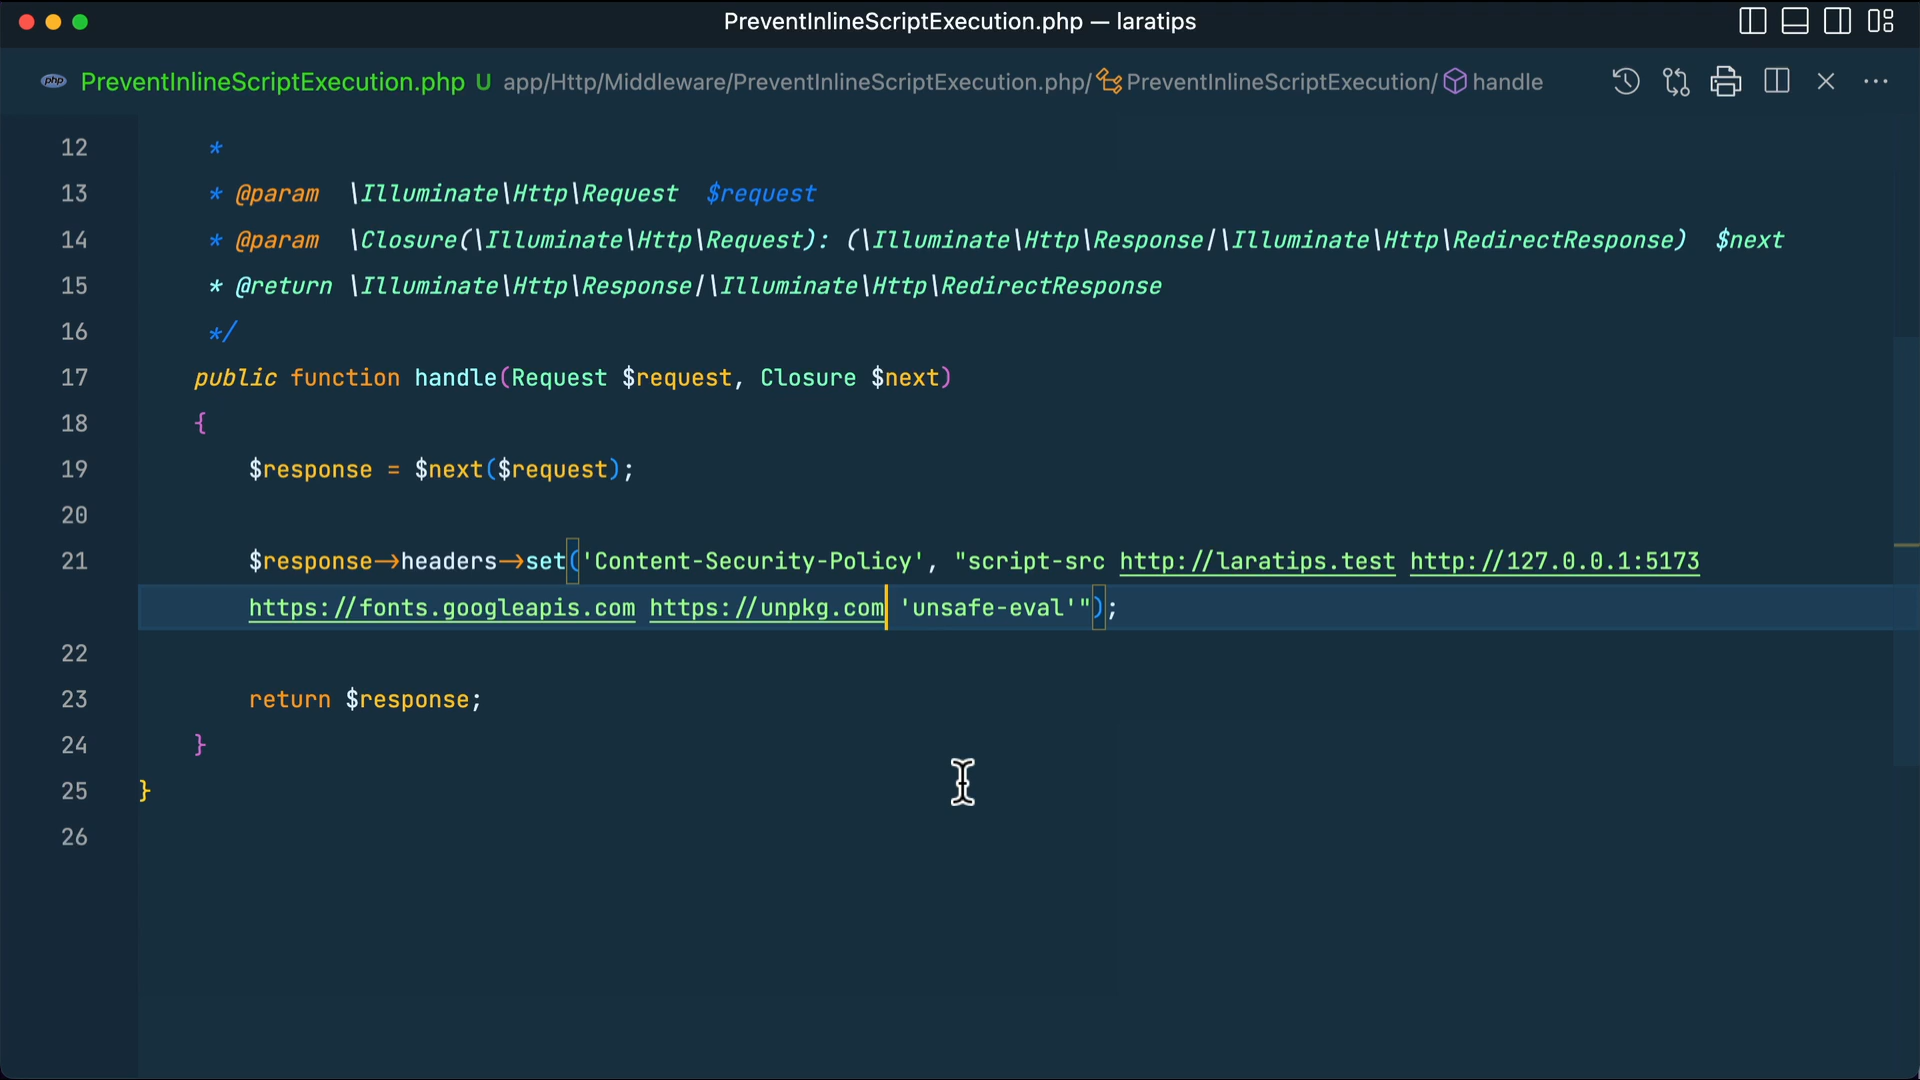 PreventInlineScriptExecution.php — laratips
php PreventInlineScriptExecution.php U app/Http/Middleware/PreventInlineScriptExecution.php/ PreventInlineScriptExecution/ handle
12 *
13 * @param \Illuminate\Http\Request $request
14 * @param \Closure(\Illuminate\Http\Request): (\Illuminate\Http\Response|\Illuminate\Http\RedirectResponse) $next
15 * @return \Illuminate\Http\Response|\Illuminate\Http\RedirectResponse
16 */
17 public function handle(Request $request, Closure $next)
18 {
19 $response = $next($request);
20
21 $response->headers->set('Content-Security-Policy', "script-src http://laratips.test http://127.0.0.1:5173
https://fonts.googleapis.com https://unpkg.com 'unsafe-eval'");
22
23 return $response;
24 }
25 }
26